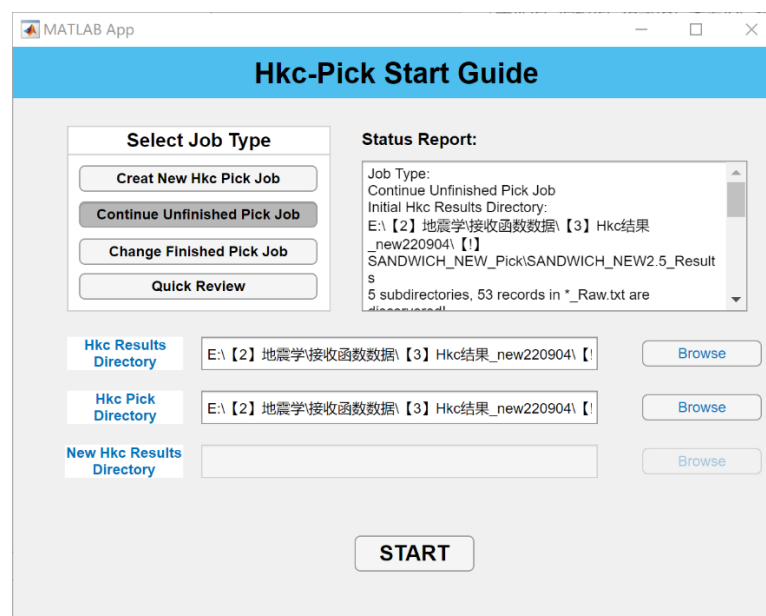 MATLAB App
Hkc-Pick Start Guide
Select Job Type
Creat New Hkc Pick Job
Continue Unfinished Pick Job
Change Finished Pick Job
Quick Review
Status Report:
Job Type:
Continue Unfinished Pick Job
Initial Hkc Results Directory:
E:\【2】地震学\接收函数数据\【3】Hkc结果
_new220904\【!】
SANDWICH_NEW_Pick\SANDWICH_NEW2.5_Result
s
5 subdirectories, 53 records in *_Raw.txt are
discovered!
Hkc Results
Directory
E:\【2】地震学\接收函数数据\【3】Hkc结果_new220904\【!
Browse
Hkc Pick
Directory
E:\【2】地震学\接收函数数据\【3】Hkc结果_new220904\【!
Browse
New Hkc Results
Directory
Browse
START